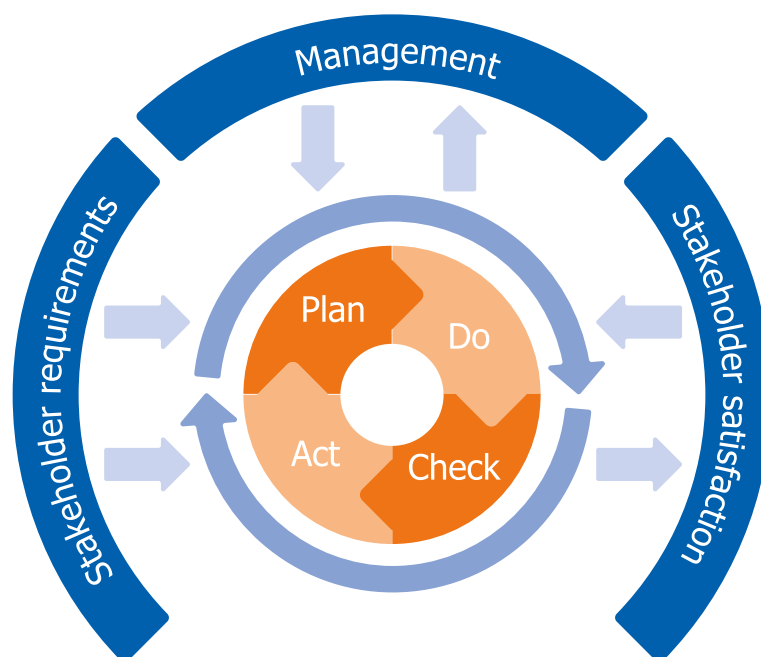 Management
Stakeholder requirements
Stakeholder satisfaction
Plan
Do
Act
Check